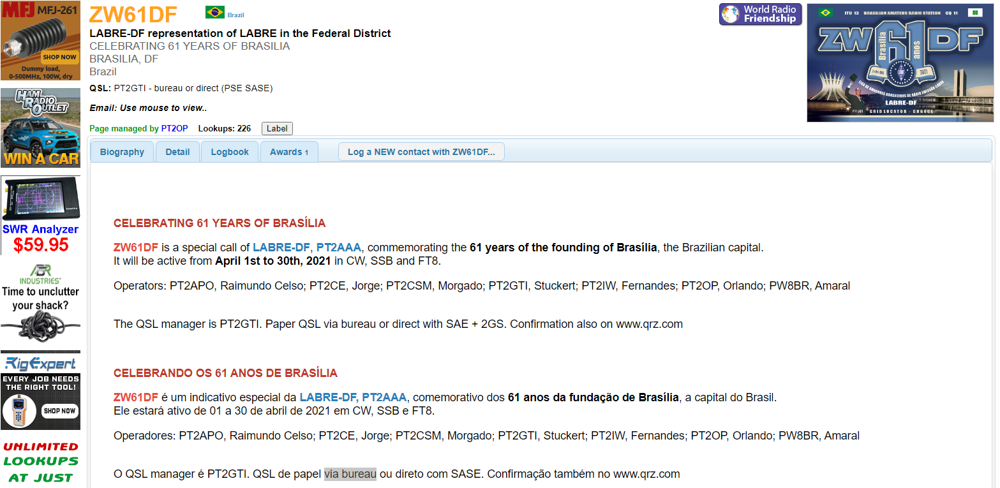 MFJ MFJ-261
SHOP NOW
Dummy load,
0-500MHz, 100W, dry
HAM RADIO OUTLET
WIN A CAR
SWR Analyzer
$59.95
ABR
INDUSTRIES
Time to unclutter
your shack?
RigExpert
EVERY JOB NEEDS
THE RIGHT TOOL!
SHOP NOW
UNLIMITED
LOOKUPS
AT JUST
ZW61DF
Brazil
LABRE-DF representation of LABRE in the Federal District
CELEBRATING 61 YEARS OF BRASILIA
BRASILIA, DF
Brazil
QSL: PT2GTI - bureau or direct (PSE SASE)
Email: Use mouse to view..
Page managed by PT2OP Lookups: 226 Label
World Radio
Friendship
ITU 13 BRASILIAN AMATEUR RADIO STATION CQ 11
ZW61DF
Brasília
anos
2021
LIGA DE AMADORES BRASILEIROS DE RADIO EMISSÃO-LABRE
LABRE-DF
GRID LOCATOR - GH64CE
Biography Detail Logbook Awards 1 Log a NEW contact with ZW61DF...
CELEBRATING 61 YEARS OF BRASÍLIA
ZW61DF is a special call of LABRE-DF, PT2AAA, commemorating the 61 years of the founding of Brasília, the Brazilian capital.
It will be active from April 1st to 30th, 2021 in CW, SSB and FT8.
Operators: PT2APO, Raimundo Celso; PT2CE, Jorge; PT2CSM, Morgado; PT2GTI, Stuckert; PT2IW, Fernandes; PT2OP, Orlando; PW8BR, Amaral
The QSL manager is PT2GTI. Paper QSL via bureau or direct with SAE + 2GS. Confirmation also on www.qrz.com
CELEBRANDO OS 61 ANOS DE BRASÍLIA
ZW61DF é um indicativo especial da LABRE-DF, PT2AAA, comemorativo dos 61 anos da fundação de Brasília, a capital do Brasil.
Ele estará ativo de 01 a 30 de abril de 2021 em CW, SSB e FT8.
Operadores: PT2APO, Raimundo Celso; PT2CE, Jorge; PT2CSM, Morgado; PT2GTI, Stuckert; PT2IW, Fernandes; PT2OP, Orlando; PW8BR, Amaral
O QSL manager é PT2GTI. QSL de papel via bureau ou direto com SASE. Confirmação também no www.qrz.com